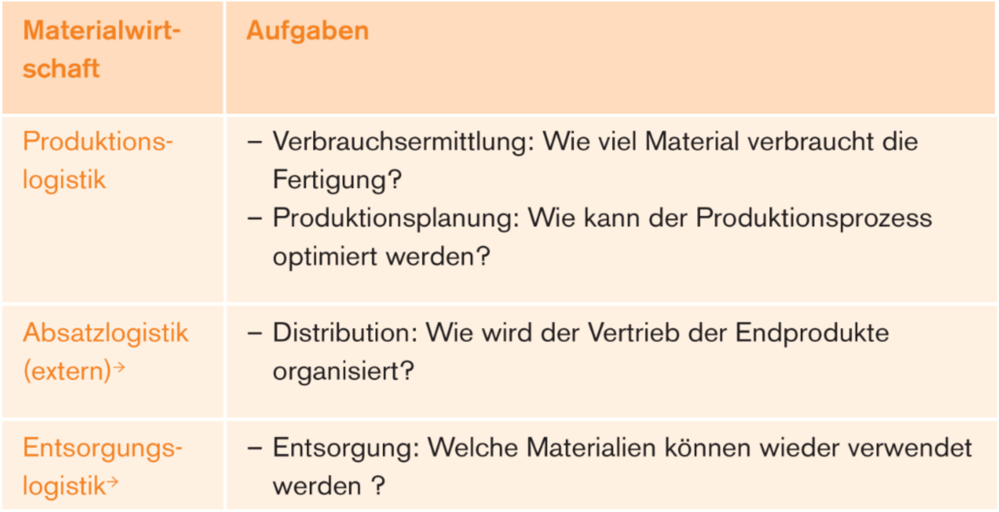 Materialwirt-
schaft
Aufgaben
Produktions-
logistik
– Verbrauchsermittlung: Wie viel Material verbraucht die
Fertigung?
– Produktionsplanung: Wie kann der Produktionsprozess
optimiert werden?
Absatzlogistik
(extern)→
– Distribution: Wie wird der Vertrieb der Endprodukte
organisiert?
Entsorgungs-
logistik→
– Entsorgung: Welche Materialien können wieder verwendet
werden ?